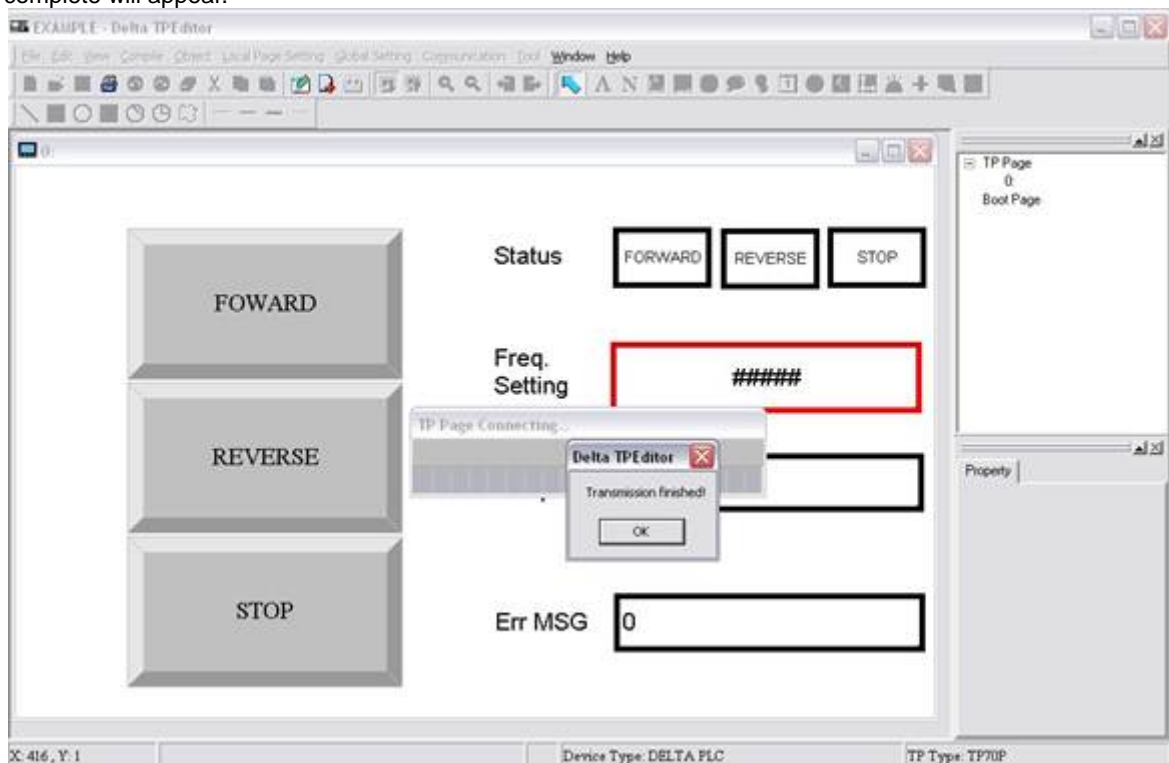 complete will appear.
EXAMPLE - Delta TPEditor
File Edit View Compile Object Local Page Setting Global Setting Communication Tool Window Help
0:
TP Page
0:
Boot Page
Status FORWARD REVERSE STOP
FOWARD
Freq.
Setting #####
TP Page Connecting...
REVERSE
Delta TPEditor
Property
Transmission finished!
OK
STOP
Err MSG 0
X: 416 , Y: 1 Device Type: DELTA PLC TP Type: TP70P